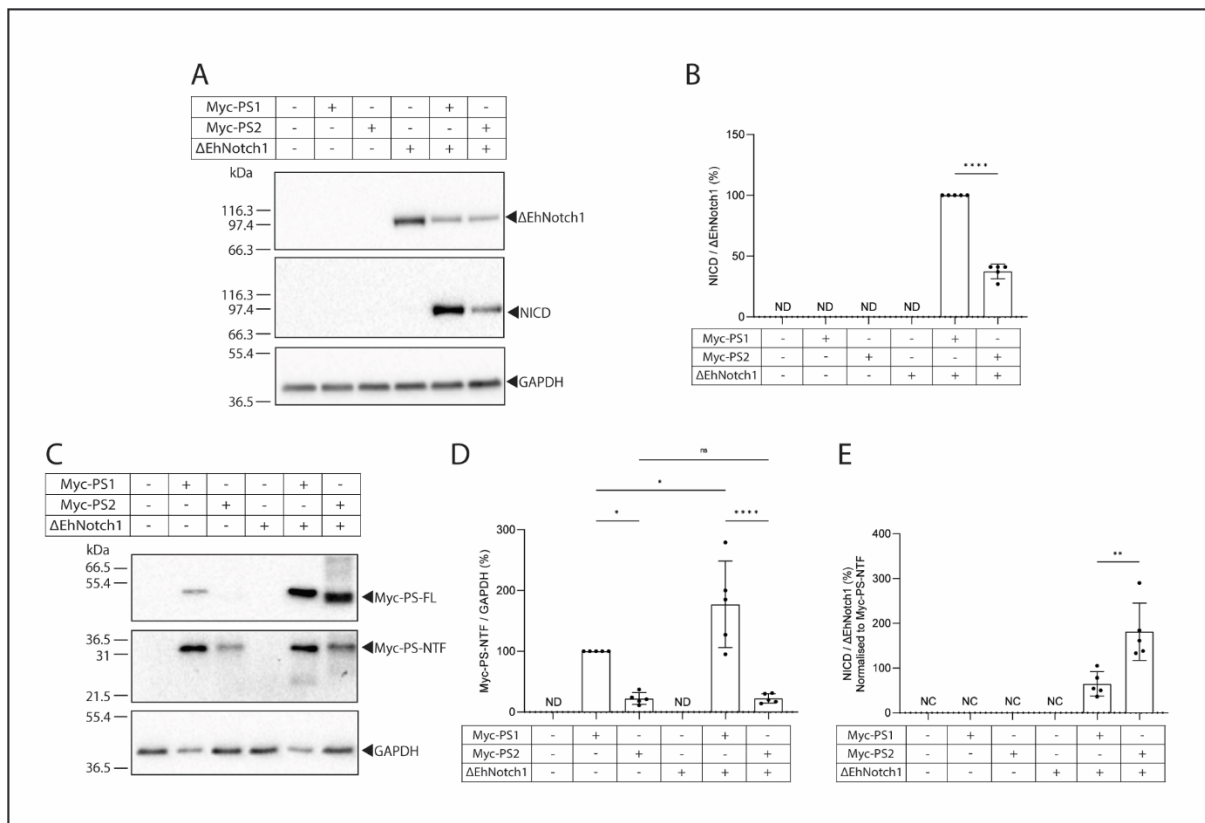 A
Myc-PS1 - + - - + -
Myc-PS2 - - + - - +
ΔEhNotch1 - - - + + +
kDa
116.3
97.4
66.3
◀ΔEhNotch1
116.3
97.4
66.3
◀NICD
55.4
36.5
◀GAPDH
B
NICD / ΔEhNotch1 (%)
150
100
50
0
ND ND ND ND
****
Myc-PS1 - + - - + -
Myc-PS2 - - + - - +
ΔEhNotch1 - - - + + +
C
Myc-PS1 - + - - + -
Myc-PS2 - - + - - +
ΔEhNotch1 - - - + + +
kDa
66.5
55.4
◀Myc-PS-FL
36.5
31
21.5
◀Myc-PS-NTF
55.4
36.5
◀GAPDH
D
Myc-PS-NTF / GAPDH (%)
300
200
100
0
ns
*
* ****
ND ND
Myc-PS1 - + - - + -
Myc-PS2 - - + - - +
ΔEhNotch1 - - - + + +
E
NICD / ΔEhNotch1 (%)
Normalised to Myc-PS-NTF
400
300
200
100
0
**
NC NC NC NC
Myc-PS1 - + - - + -
Myc-PS2 - - + - - +
ΔEhNotch1 - - - + + +